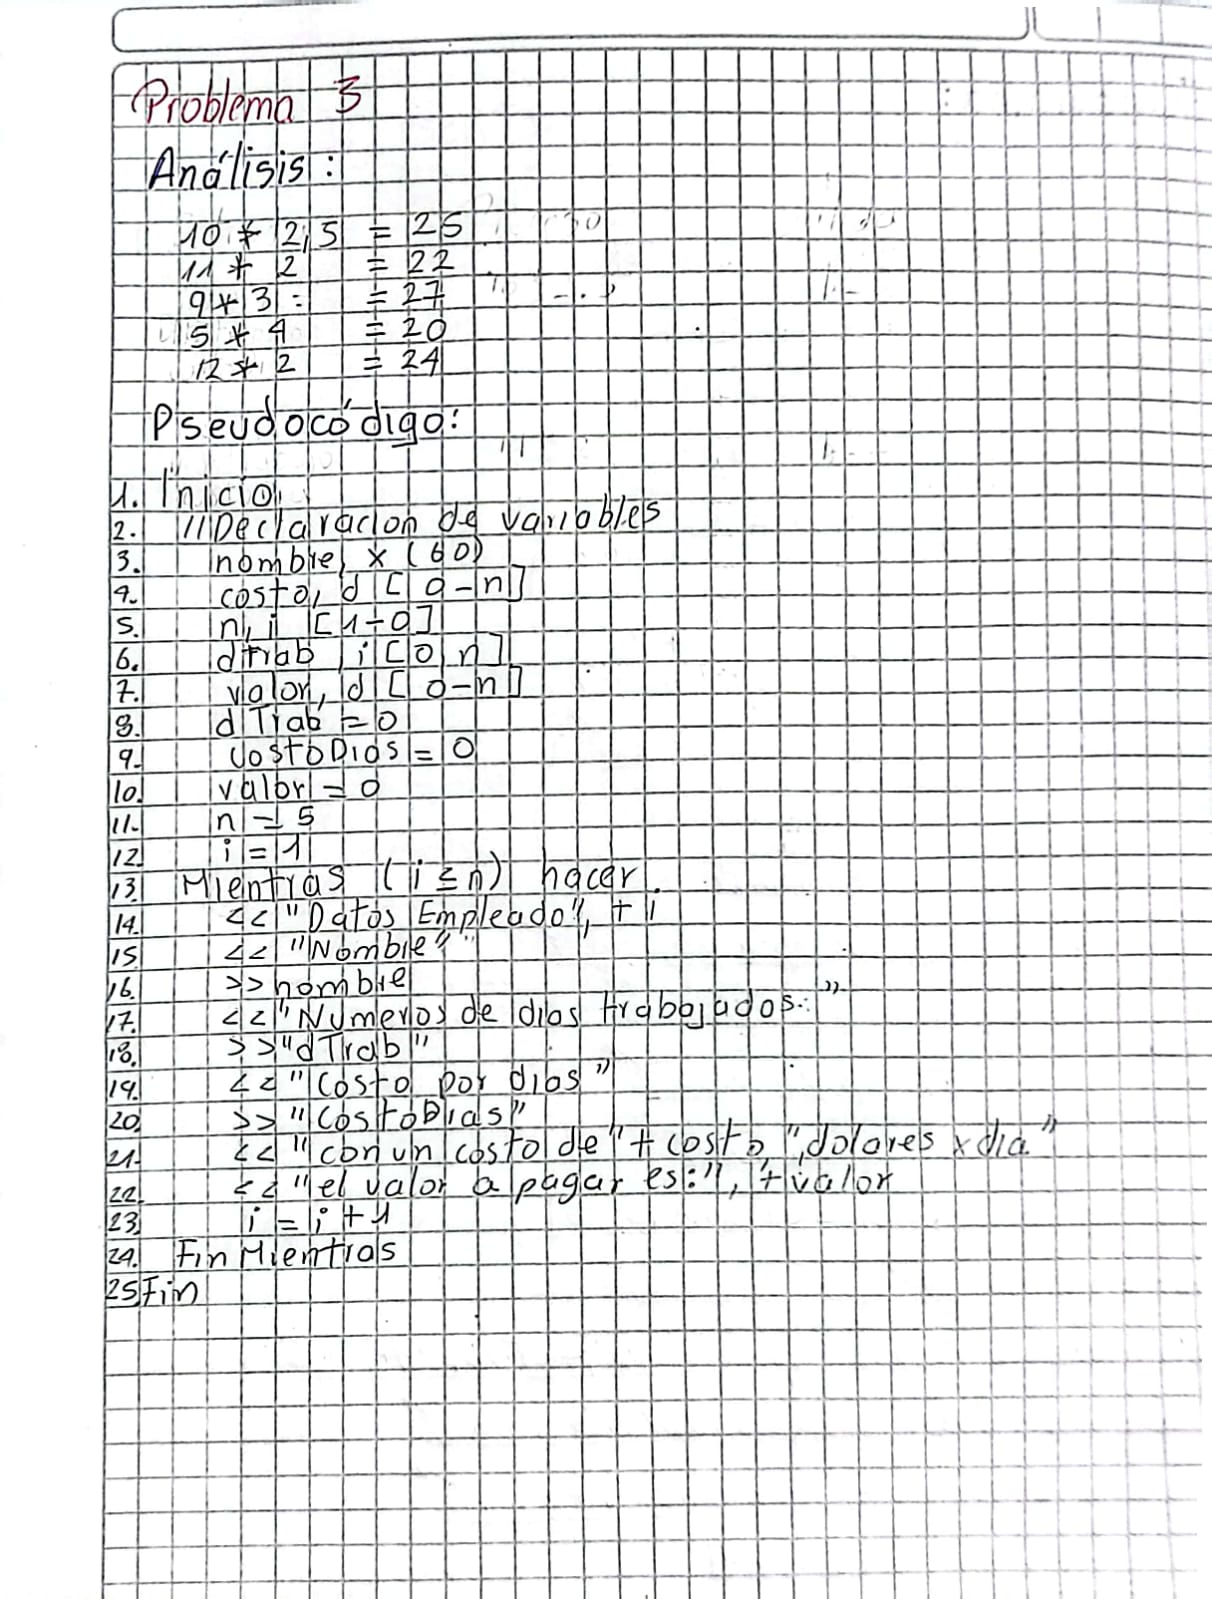 Problema 3
Análisis:
10 * 2,5 = 25
11 * 2 = 22
9 * 3 = 27
5 * 4 = 20
12 * 2 = 24
Pseudocódigo:
1. Inicio
2. //Declaracion de variables
3. nombre, x (60)
4. costo, d [0-n]
5. n, i [1-0]
6. dtrab, i [0, n]
7. valor, d [0-n]
8. dTrab = 0
9. CostoDias = 0
10. valor = 0
11. n = 5
12. i = 1
13. Mientras (i ≤ n) hacer.
14. << "Datos Empleado", + i
15. << "Nombre"
16. >> nombre
17. << "Numeros de dias trabajados: "
18. >> "dTrab"
19. << "Costo por dias"
20. >> "CostoDias"
21. << "con un costo de" + costo ", dolares x dia"
22. << "el valor a pagar es:", + valor
23. i = i + 1
24. Fin Mientras
25 Fin